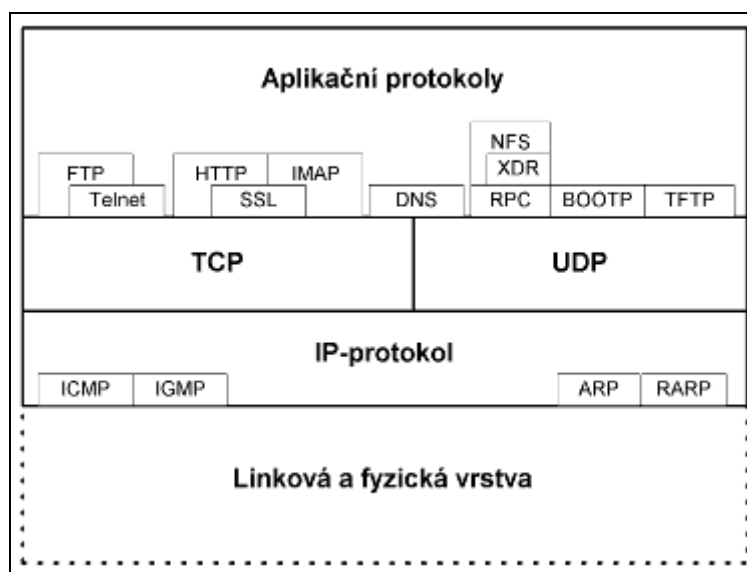 Aplikační protokoly
NFS
FTP HTTP IMAP XDR
Telnet SSL DNS RPC BOOTP TFTP
TCP UDP
IP-protokol
ICMP IGMP ARP RARP
Linková a fyzická vrstva